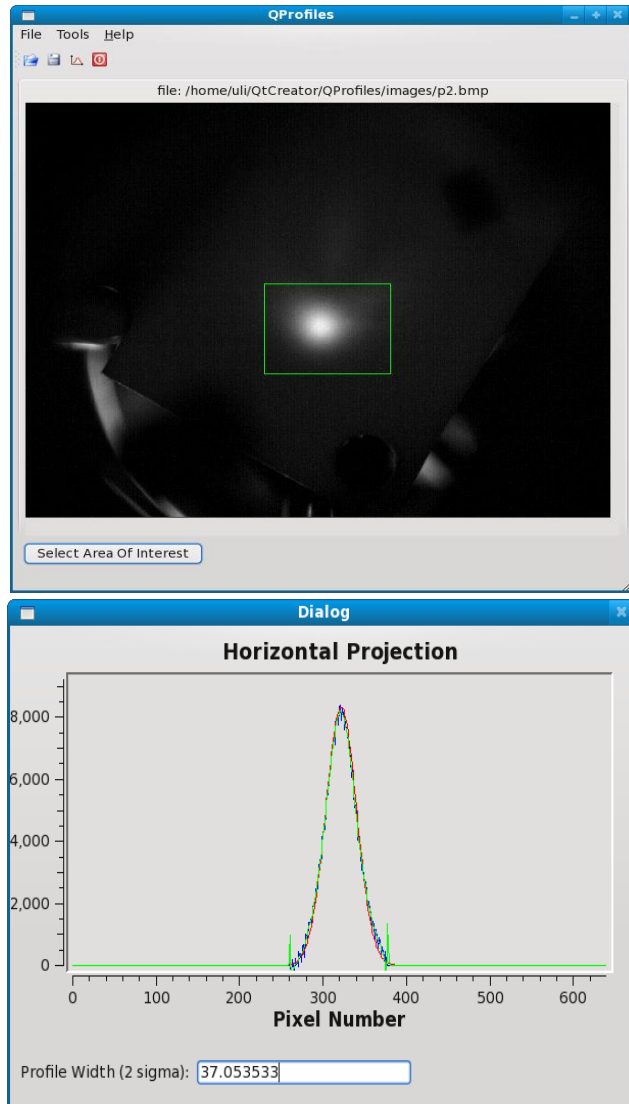 QProfiles
File Tools Help
file: /home/uli/QtCreator/QProfiles/images/p2.bmp
Select Area Of Interest
Dialog
Horizontal Projection
8,000
6,000
4,000
2,000
0
0 100 200 300 400 500 600
Pixel Number
Profile Width (2 sigma): 37.053533